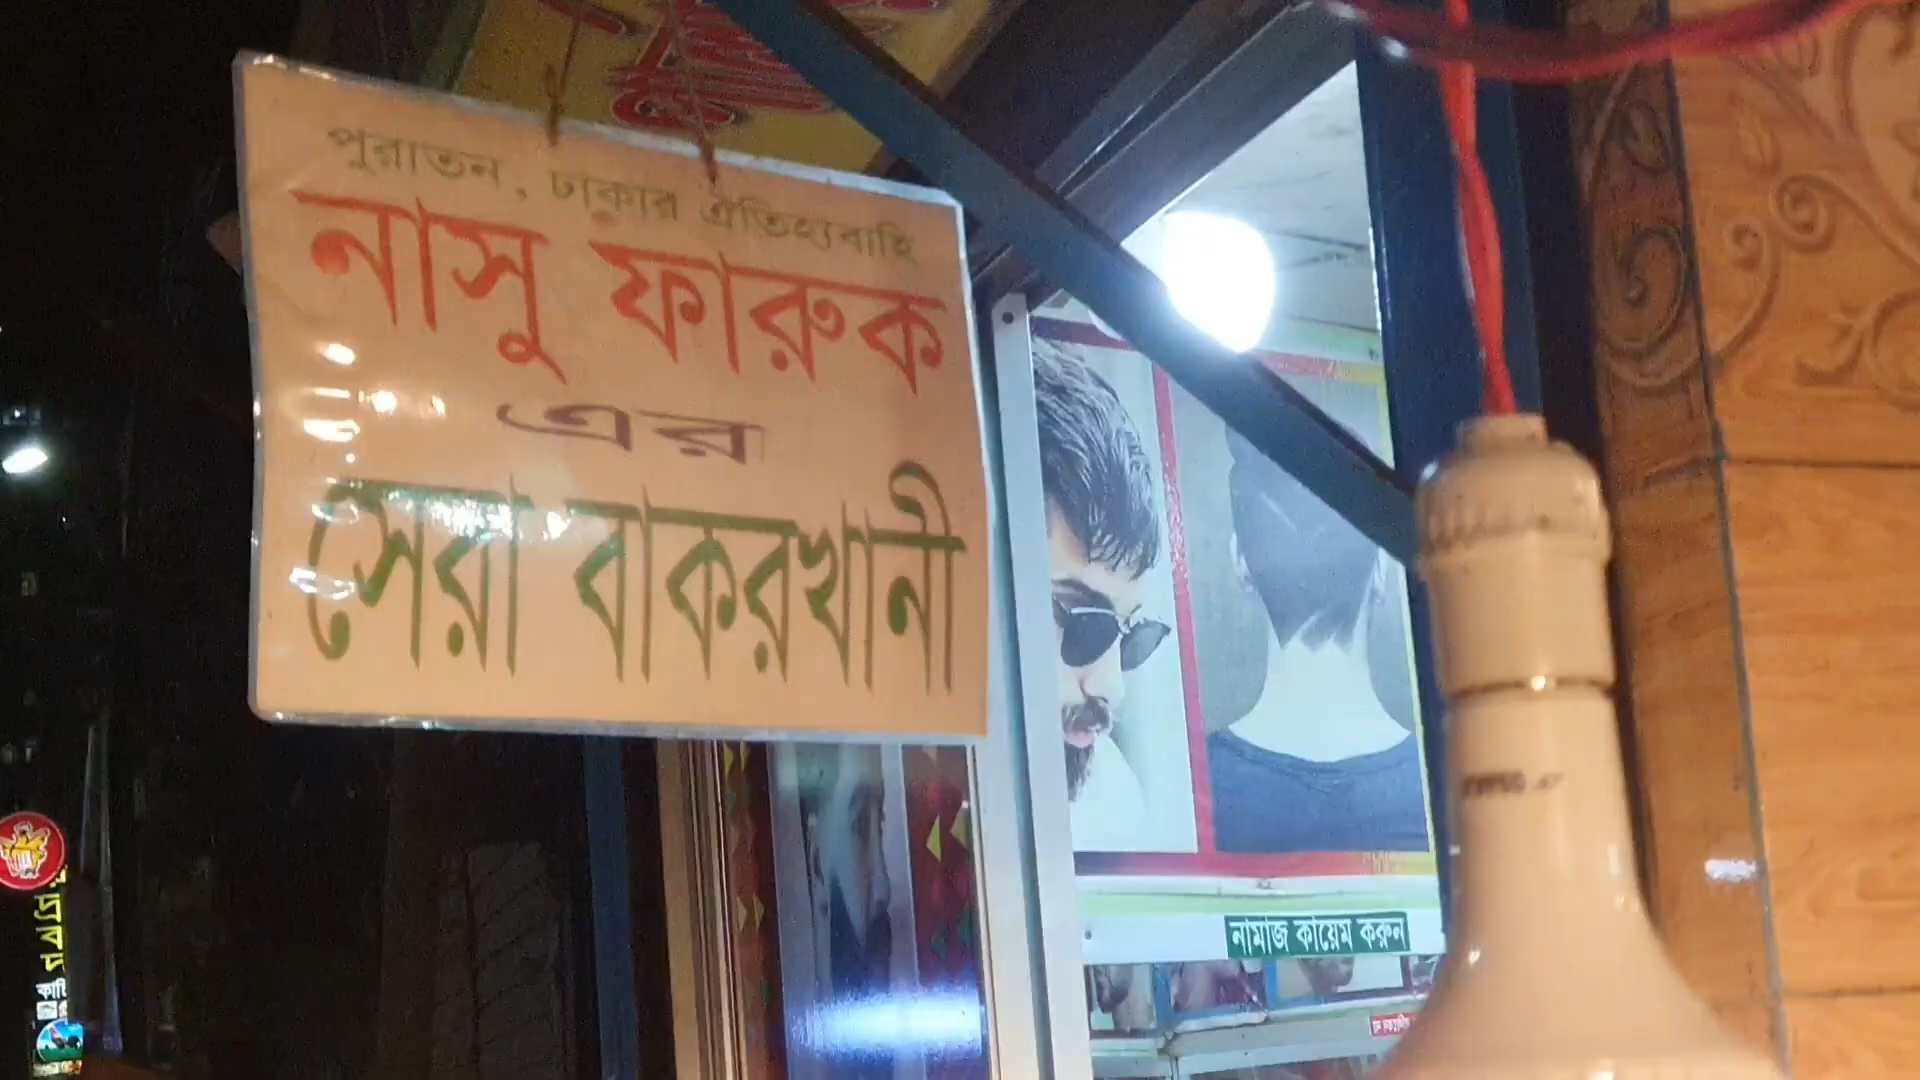 পুরাতন, ঢাকার ঐতিহ্যবাহি
নাসু ফারুক
এর
সেরা বাকরখানী
নামাজ কায়েম করুন